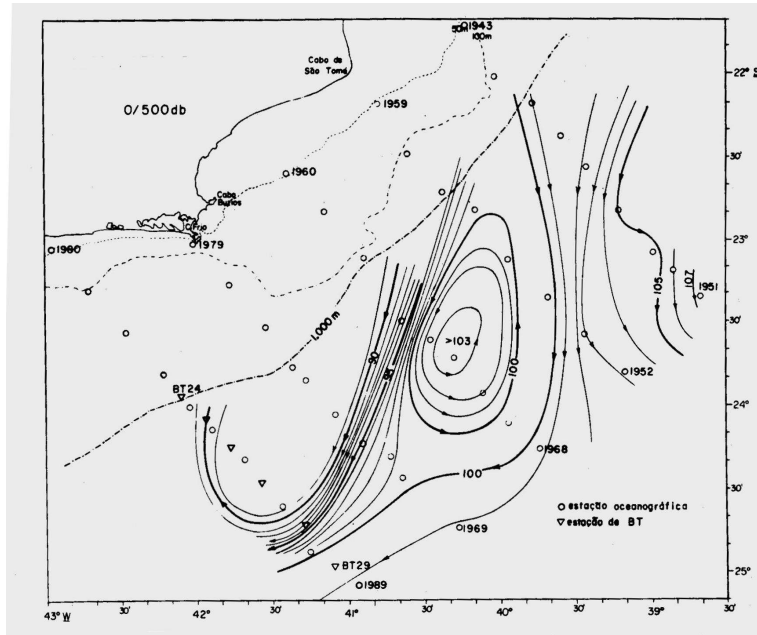 1943
50m
100m
Cabo de
São Tomé
22° S
0/500db
1959
30'
1960
Cabo
Buzios
Frio
1979
1980
23°
107
105
1951
1,000 m
30'
>103
90
95
100
1952
BT24
24°
1968
100
30'
estação oceanográfica
estação de BT
1969
BT29
1989
25°
43° W
30'
42°
30'
41°
30'
40°
30'
39°
30'